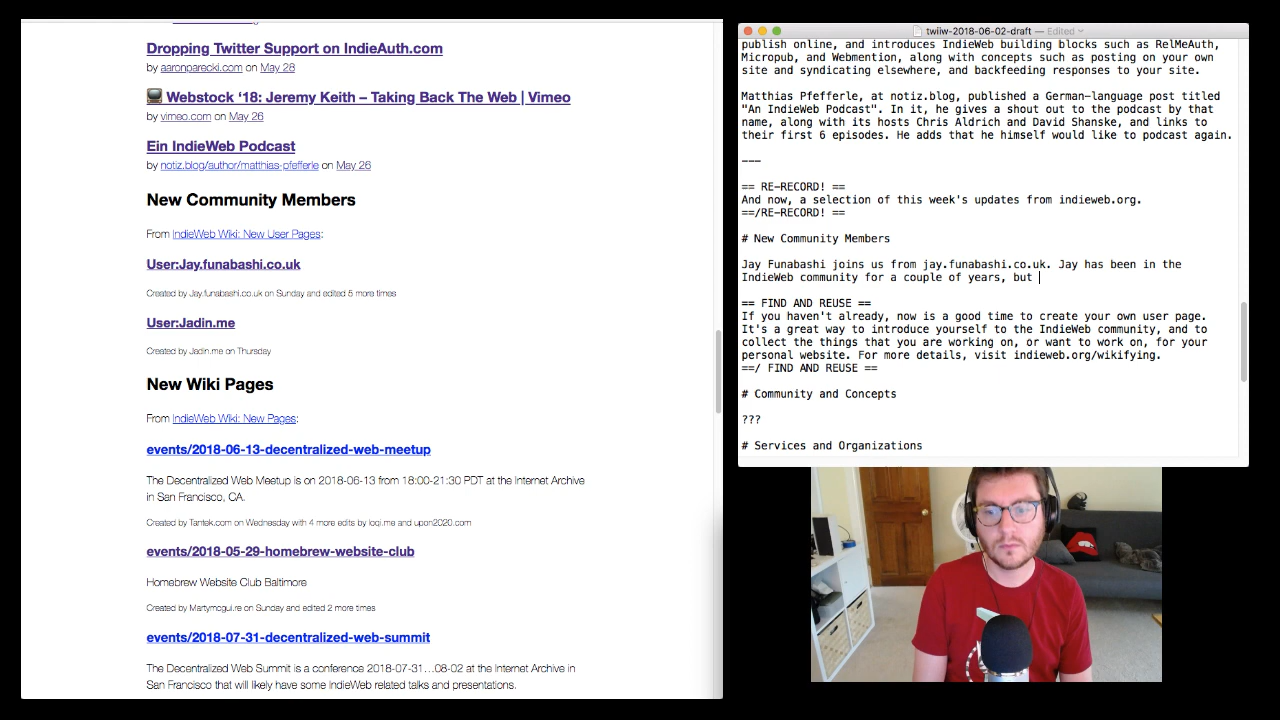 Dropping Twitter Support on IndieAuth.com
by aaronparecki.com on May 28
Webstock ‘18: Jeremy Keith – Taking Back The Web | Vimeo
by vimeo.com on May 26
Ein IndieWeb Podcast
by notiz.blog/author/matthias-pfefferle on May 26
New Community Members
From IndieWeb Wiki: New User Pages:
User:Jay.funabashi.co.uk
Created by Jay.funabashi.co.uk on Sunday and edited 5 more times
User:Jadin.me
Created by Jadin.me on Thursday
New Wiki Pages
From IndieWeb Wiki: New Pages:
events/2018-06-13-decentralized-web-meetup
The Decentralized Web Meetup is on 2018-06-13 from 18:00-21:30 PDT at the Internet Archive
in San Francisco, CA.
Created by Tantek.com on Wednesday with 4 more edits by loqi.me and upon2020.com
events/2018-05-29-homebrew-website-club
Homebrew Website Club Baltimore
Created by Martymcgui.re on Sunday and edited 2 more times
events/2018-07-31-decentralized-web-summit
The Decentralized Web Summit is a conference 2018-07-31…08-02 at the Internet Archive in
San Francisco that will likely have some IndieWeb related talks and presentations.
twiiw-2018-06-02-draft — Edited
publish online, and introduces IndieWeb building blocks such as RelMeAuth,
Micropub, and Webmention, along with concepts such as posting on your own
site and syndicating elsewhere, and backfeeding responses to your site.
Matthias Pfefferle, at notiz.blog, published a German-language post titled
"An IndieWeb Podcast". In it, he gives a shout out to the podcast by that
name, along with its hosts Chris Aldrich and David Shanske, and links to
their first 6 episodes. He adds that he himself would like to podcast again.
---
== RE-RECORD! ==
And now, a selection of this week's updates from indieweb.org.
==/RE-RECORD! ==
# New Community Members
Jay Funabashi joins us from jay.funabashi.co.uk. Jay has been in the
IndieWeb community for a couple of years, but
== FIND AND REUSE ==
If you haven't already, now is a good time to create your own user page.
It's a great way to introduce yourself to the IndieWeb community, and to
collect the things that you are working on, or want to work on, for your
personal website. For more details, visit indieweb.org/wikifying.
==/ FIND AND REUSE ==
# Community and Concepts
???
# Services and Organizations